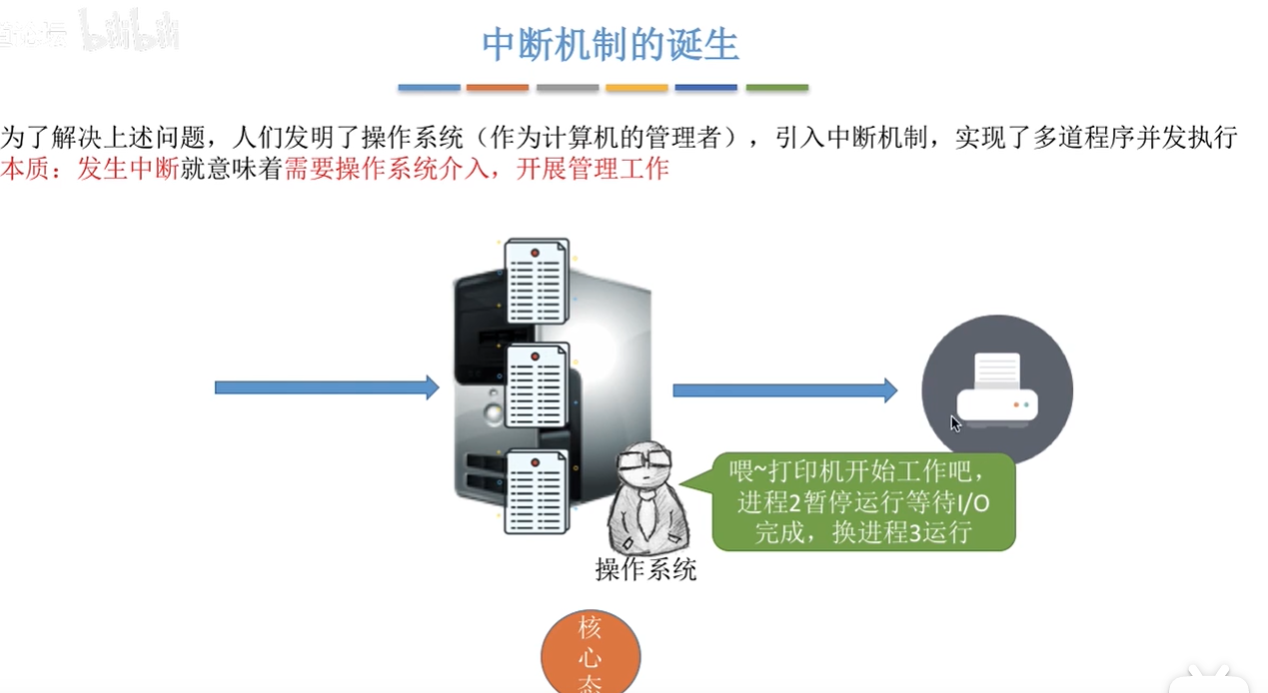 bilibili
中断机制的诞生
为了解决上述问题，人们发明了操作系统（作为计算机的管理者），引入中断机制，实现了多道程序并发执行
本质：发生中断就意味着需要操作系统介入，开展管理工作
喂~打印机开始工作吧，
进程2暂停运行等待I/O
完成，换进程3运行
操作系统
核
心
态